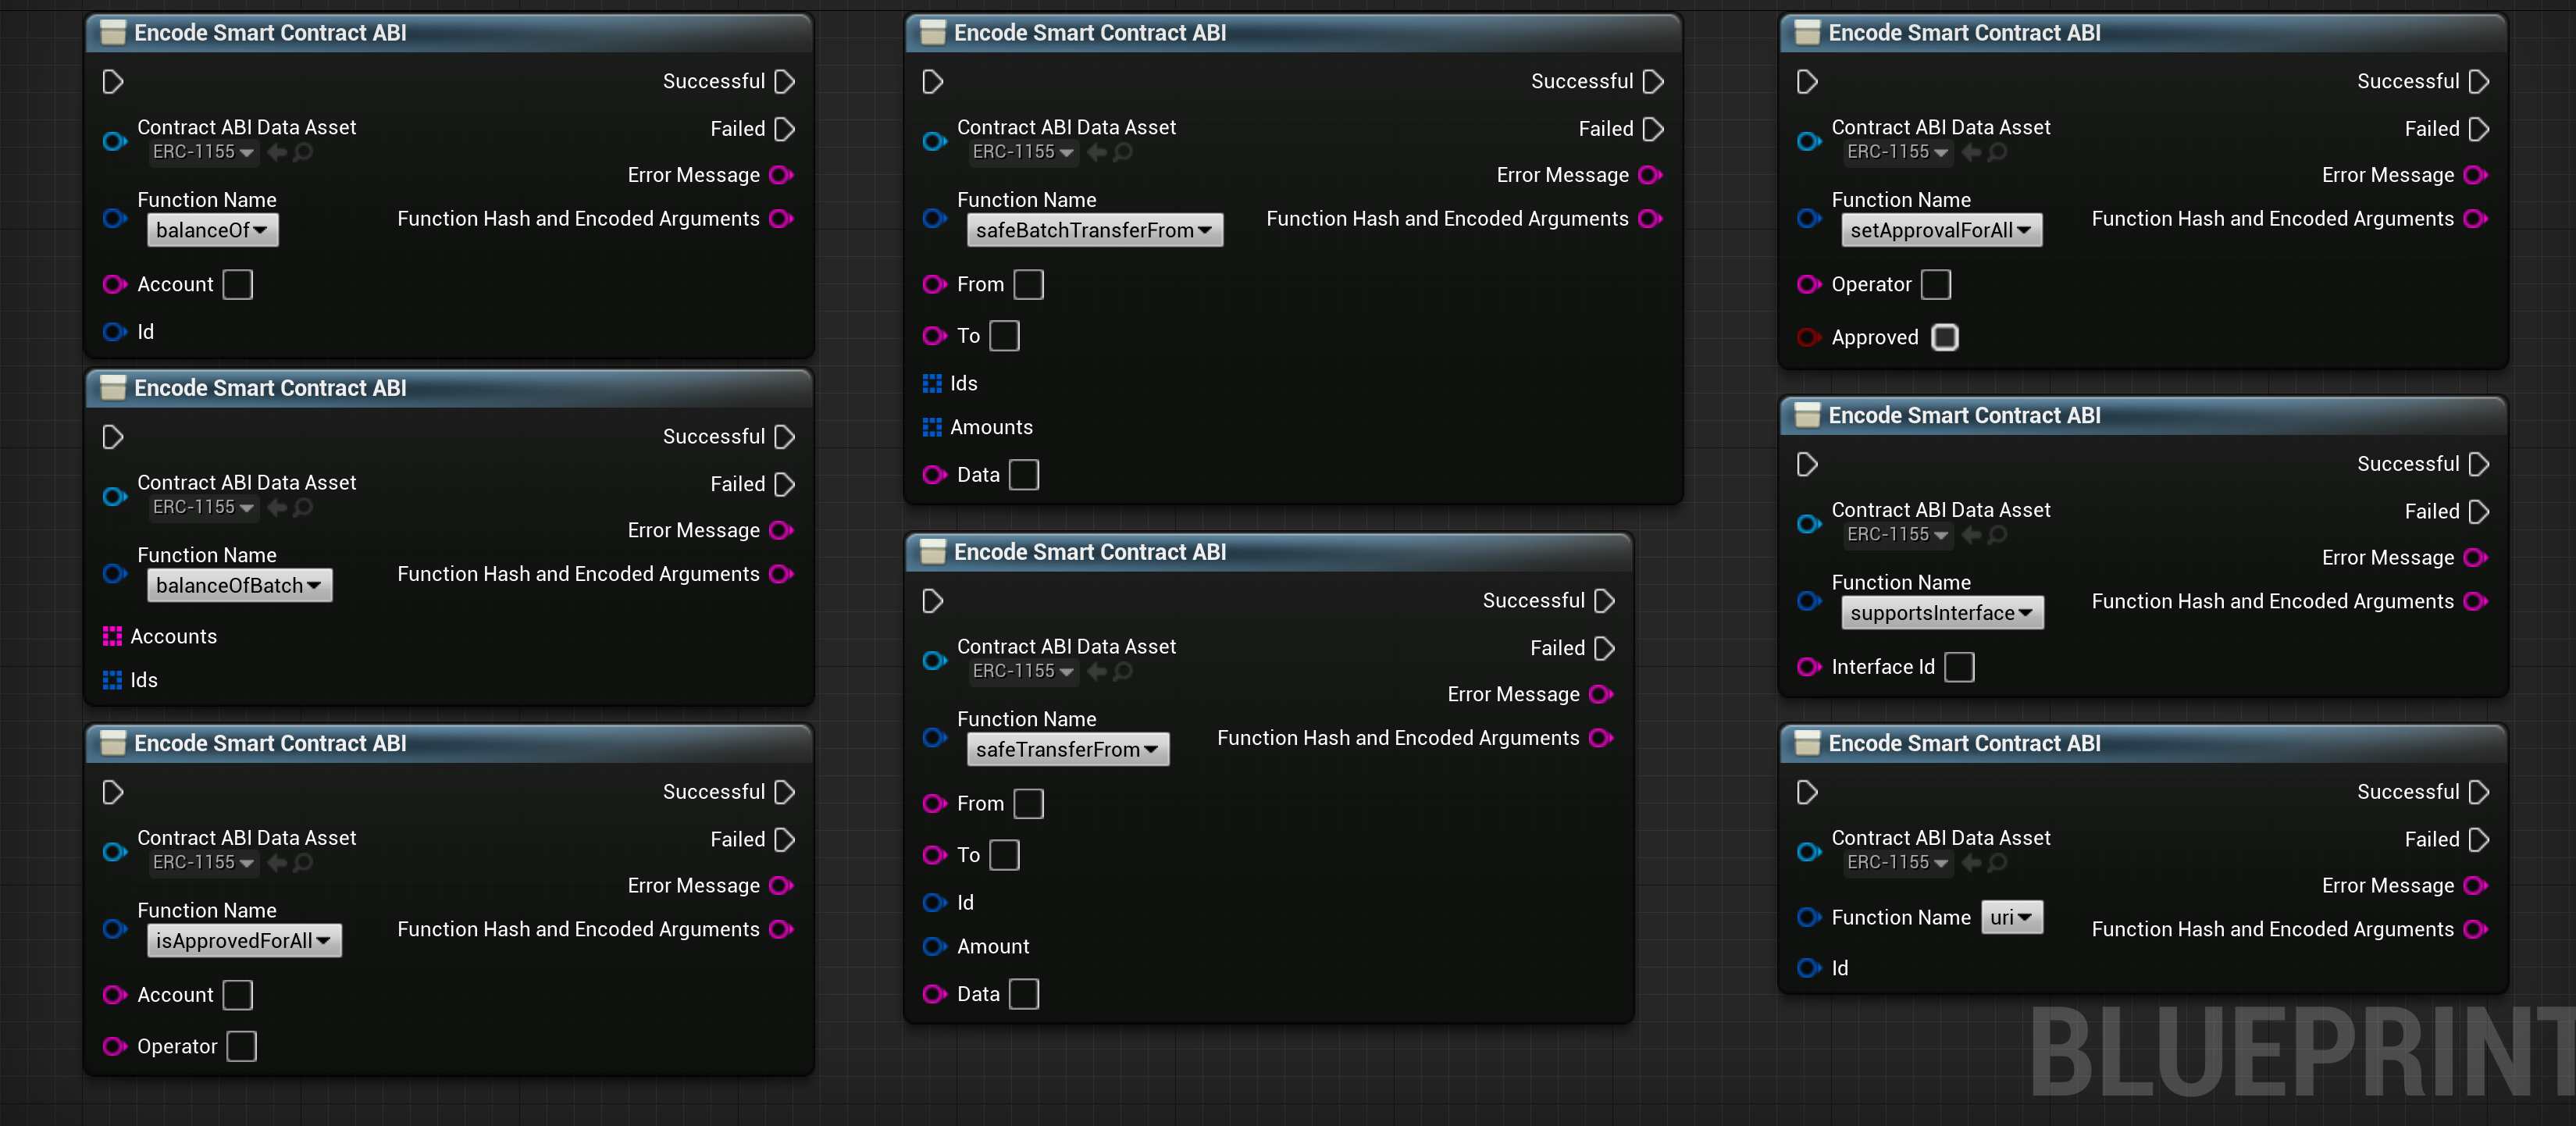 Encode Smart Contract ABI
Successful
Contract ABI Data Asset
Failed
ERC-1155
Error Message
Function Name
Function Hash and Encoded Arguments
balanceOf
Account
Id
Encode Smart Contract ABI
Successful
Contract ABI Data Asset
Failed
ERC-1155
Error Message
Function Name
Function Hash and Encoded Arguments
balanceOfBatch
Accounts
Ids
Encode Smart Contract ABI
Successful
Contract ABI Data Asset
Failed
ERC-1155
Error Message
Function Name
Function Hash and Encoded Arguments
isApprovedForAll
Account
Operator
Encode Smart Contract ABI
Successful
Contract ABI Data Asset
Failed
ERC-1155
Error Message
Function Name
Function Hash and Encoded Arguments
safeBatchTransferFrom
From
To
Ids
Amounts
Data
Encode Smart Contract ABI
Successful
Contract ABI Data Asset
Failed
ERC-1155
Error Message
Function Name
Function Hash and Encoded Arguments
safeTransferFrom
From
To
Id
Amount
Data
Encode Smart Contract ABI
Successful
Contract ABI Data Asset
Failed
ERC-1155
Error Message
Function Name
Function Hash and Encoded Arguments
setApprovalForAll
Operator
Approved
Encode Smart Contract ABI
Successful
Contract ABI Data Asset
Failed
ERC-1155
Error Message
Function Name
Function Hash and Encoded Arguments
supportsInterface
Interface Id
Encode Smart Contract ABI
Successful
Contract ABI Data Asset
Failed
ERC-1155
Error Message
Function Name uri
Function Hash and Encoded Arguments
Id
BLUEPRINT